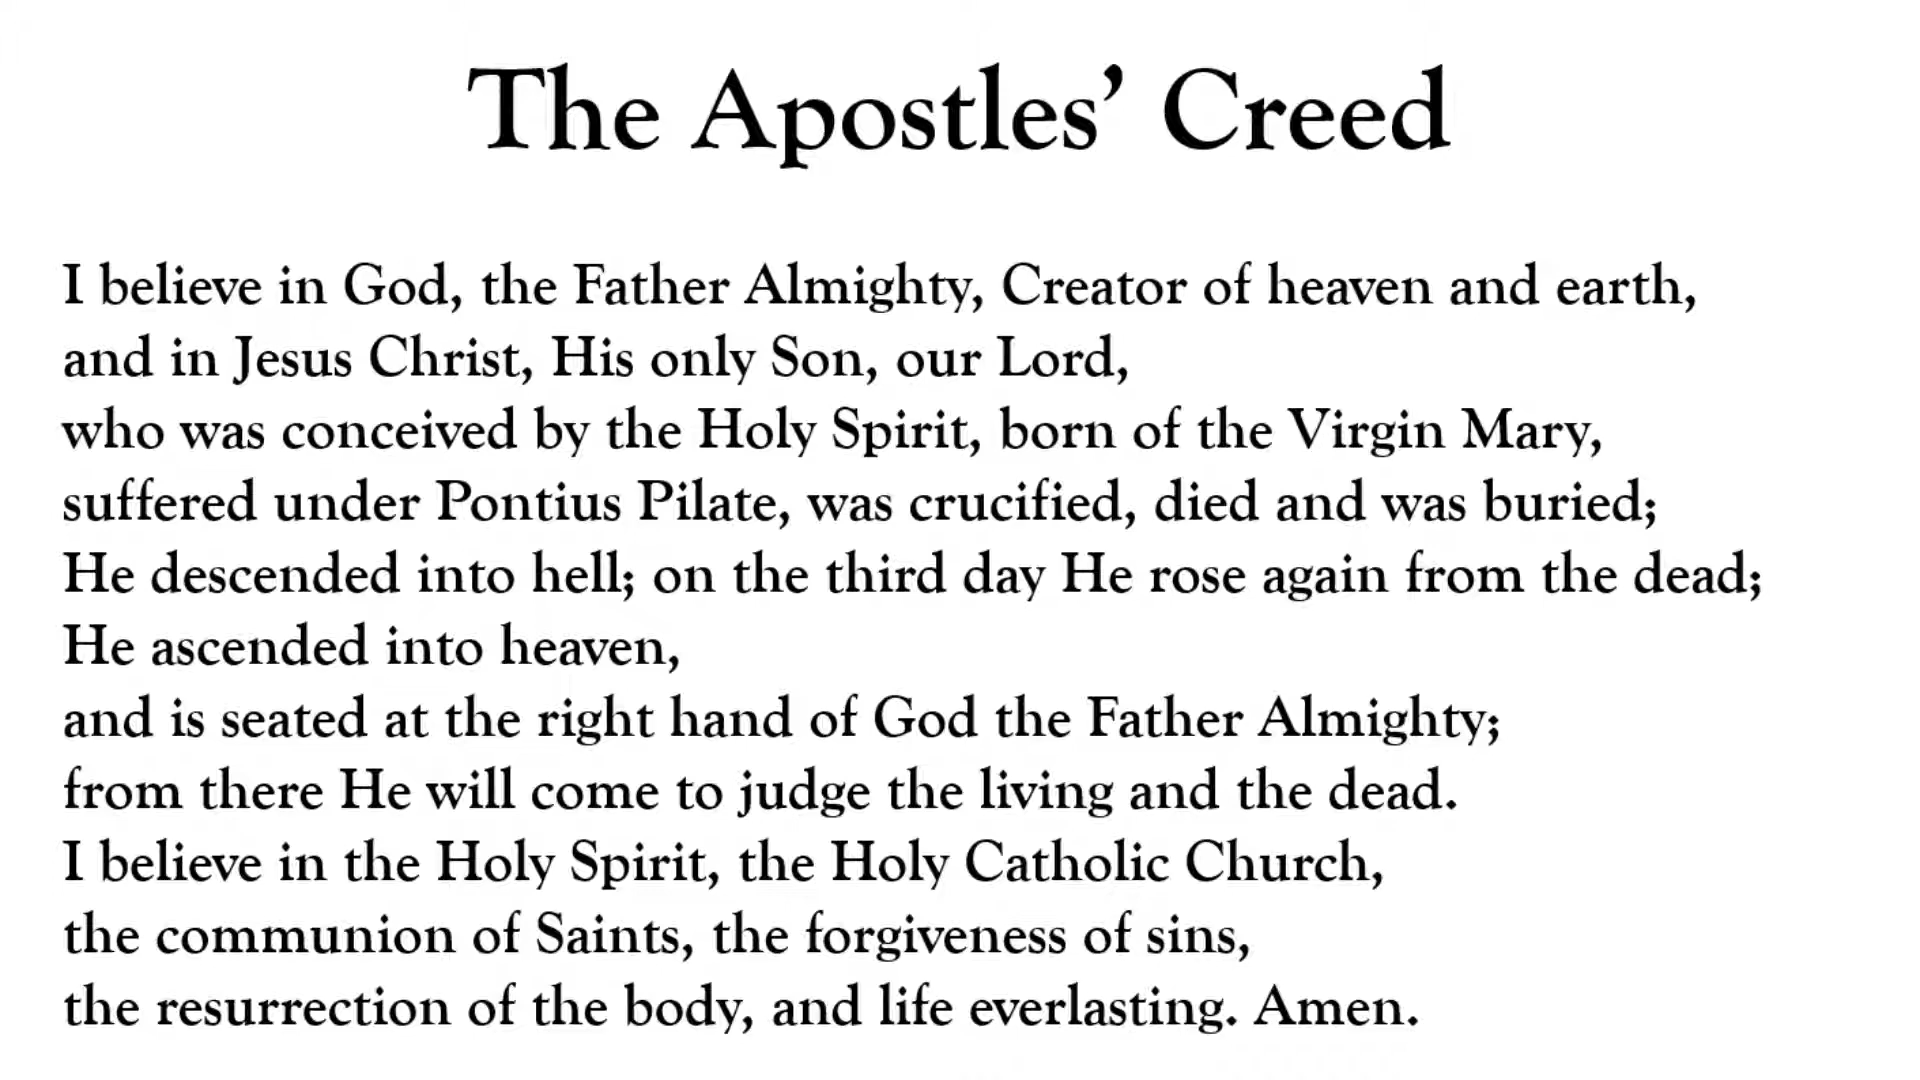 The Apostles’ Creed
I believe in God, the Father Almighty, Creator of heaven and earth,
and in Jesus Christ, His only Son, our Lord,
who was conceived by the Holy Spirit, born of the Virgin Mary,
suffered under Pontius Pilate, was crucified, died and was buried;
He descended into hell; on the third day He rose again from the dead;
He ascended into heaven,
and is seated at the right hand of God the Father Almighty;
from there He will come to judge the living and the dead.
I believe in the Holy Spirit, the Holy Catholic Church,
the communion of Saints, the forgiveness of sins,
the resurrection of the body, and life everlasting. Amen.